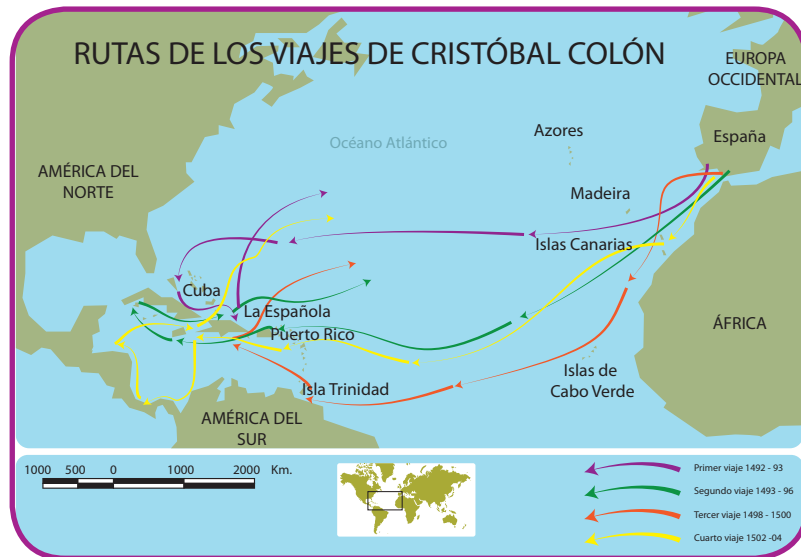 RUTAS DE LOS VIAJES DE CRISTÓBAL COLÓN
EUROPA
OCCIDENTAL
España
Azores
Océano Atlántico
AMÉRICA DEL
NORTE
Madeira
Islas Canarias
Cuba
La Española
Puerto Rico
ÁFRICA
Islas de
Cabo Verde
Isla Trinidad
AMÉRICA DEL
SUR
1000 500 0 1000 2000 Km.
Primer viaje 1492 - 93
Segundo viaje 1493 - 96
Tercer viaje 1498 - 1500
Cuarto viaje 1502 -04